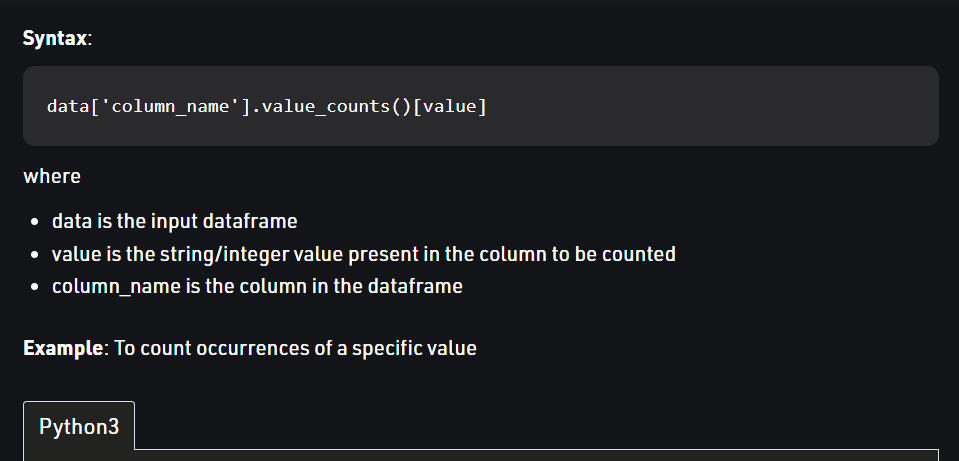 Syntax:
data['column_name'].value_counts()[value]
where
• data is the input dataframe
• value is the string/integer value present in the column to be counted
• column_name is the column in the dataframe
Example: To count occurrences of a specific value
Python3